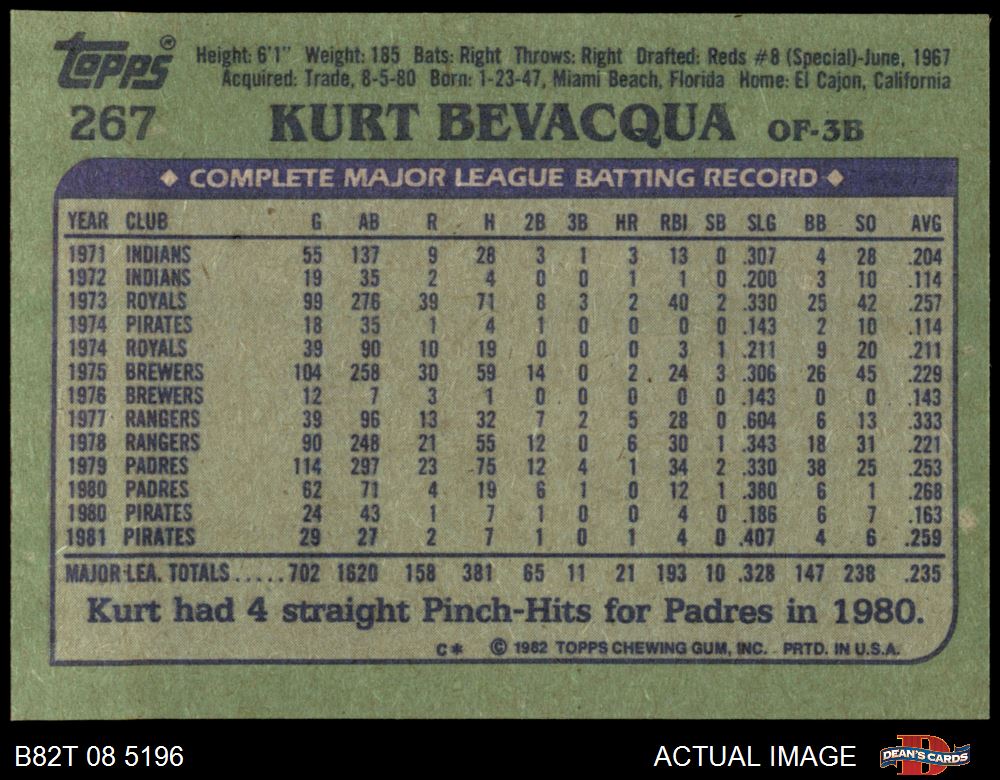 Topps® Height: 6'1" Weight: 185 Bats: Right Throws: Right Drafted: Reds #8 (Special)-June, 1967
Acquired: Trade, 8-5-80 Born: 1-23-47, Miami Beach, Florida Home: El Cajon, California
267 KURT BEVACQUA OF-3B
◆ COMPLETE MAJOR LEAGUE BATTING RECORD ◆
YEAR CLUB G AB R H 2B 3B HR RBI SB SLG BB SO AVG
1971 INDIANS 55 137 9 28 3 1 3 13 0 .307 4 28 .204
1972 INDIANS 19 35 2 4 0 0 1 1 0 .200 3 10 .114
1973 ROYALS 99 276 39 71 8 3 2 40 2 .330 25 42 .257
1974 PIRATES 18 35 1 4 1 0 0 0 0 .143 2 10 .114
1974 ROYALS 39 90 10 19 0 0 0 3 1 .211 9 20 .211
1975 BREWERS 104 258 30 59 14 0 2 24 3 .306 26 45 .229
1976 BREWERS 12 7 3 1 0 0 0 0 0 .143 0 0 .143
1977 RANGERS 39 96 13 32 7 2 5 28 0 .604 6 13 .333
1978 RANGERS 90 248 21 55 12 0 6 30 1 .343 18 31 .221
1979 PADRES 114 297 23 75 12 4 1 34 2 .330 38 25 .253
1980 PADRES 62 71 4 19 6 1 0 12 1 .380 6 1 .268
1980 PIRATES 24 43 1 7 1 0 0 4 0 .186 6 7 .163
1981 PIRATES 29 27 2 7 1 0 1 4 0 .407 4 6 .259
MAJOR LEA. TOTALS.....702 1620 158 381 65 11 21 193 10 .328 147 238 .235
Kurt had 4 straight Pinch-Hits for Padres in 1980.
C* © 1982 TOPPS CHEWING GUM, INC. PRTD. IN U.S.A.
B82T 08 5196 ACTUAL IMAGE D DEAN'S CARDS